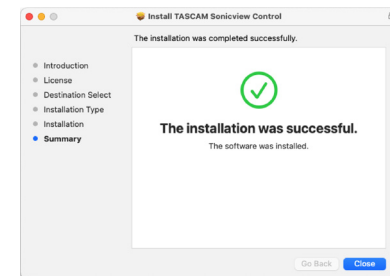 Install TASCAM Sonicview Control
The installation was completed successfully.
Introduction
License
Destination Select
Installation Type
Installation
Summary
The installation was successful.
The software was installed.
Go Back
Close